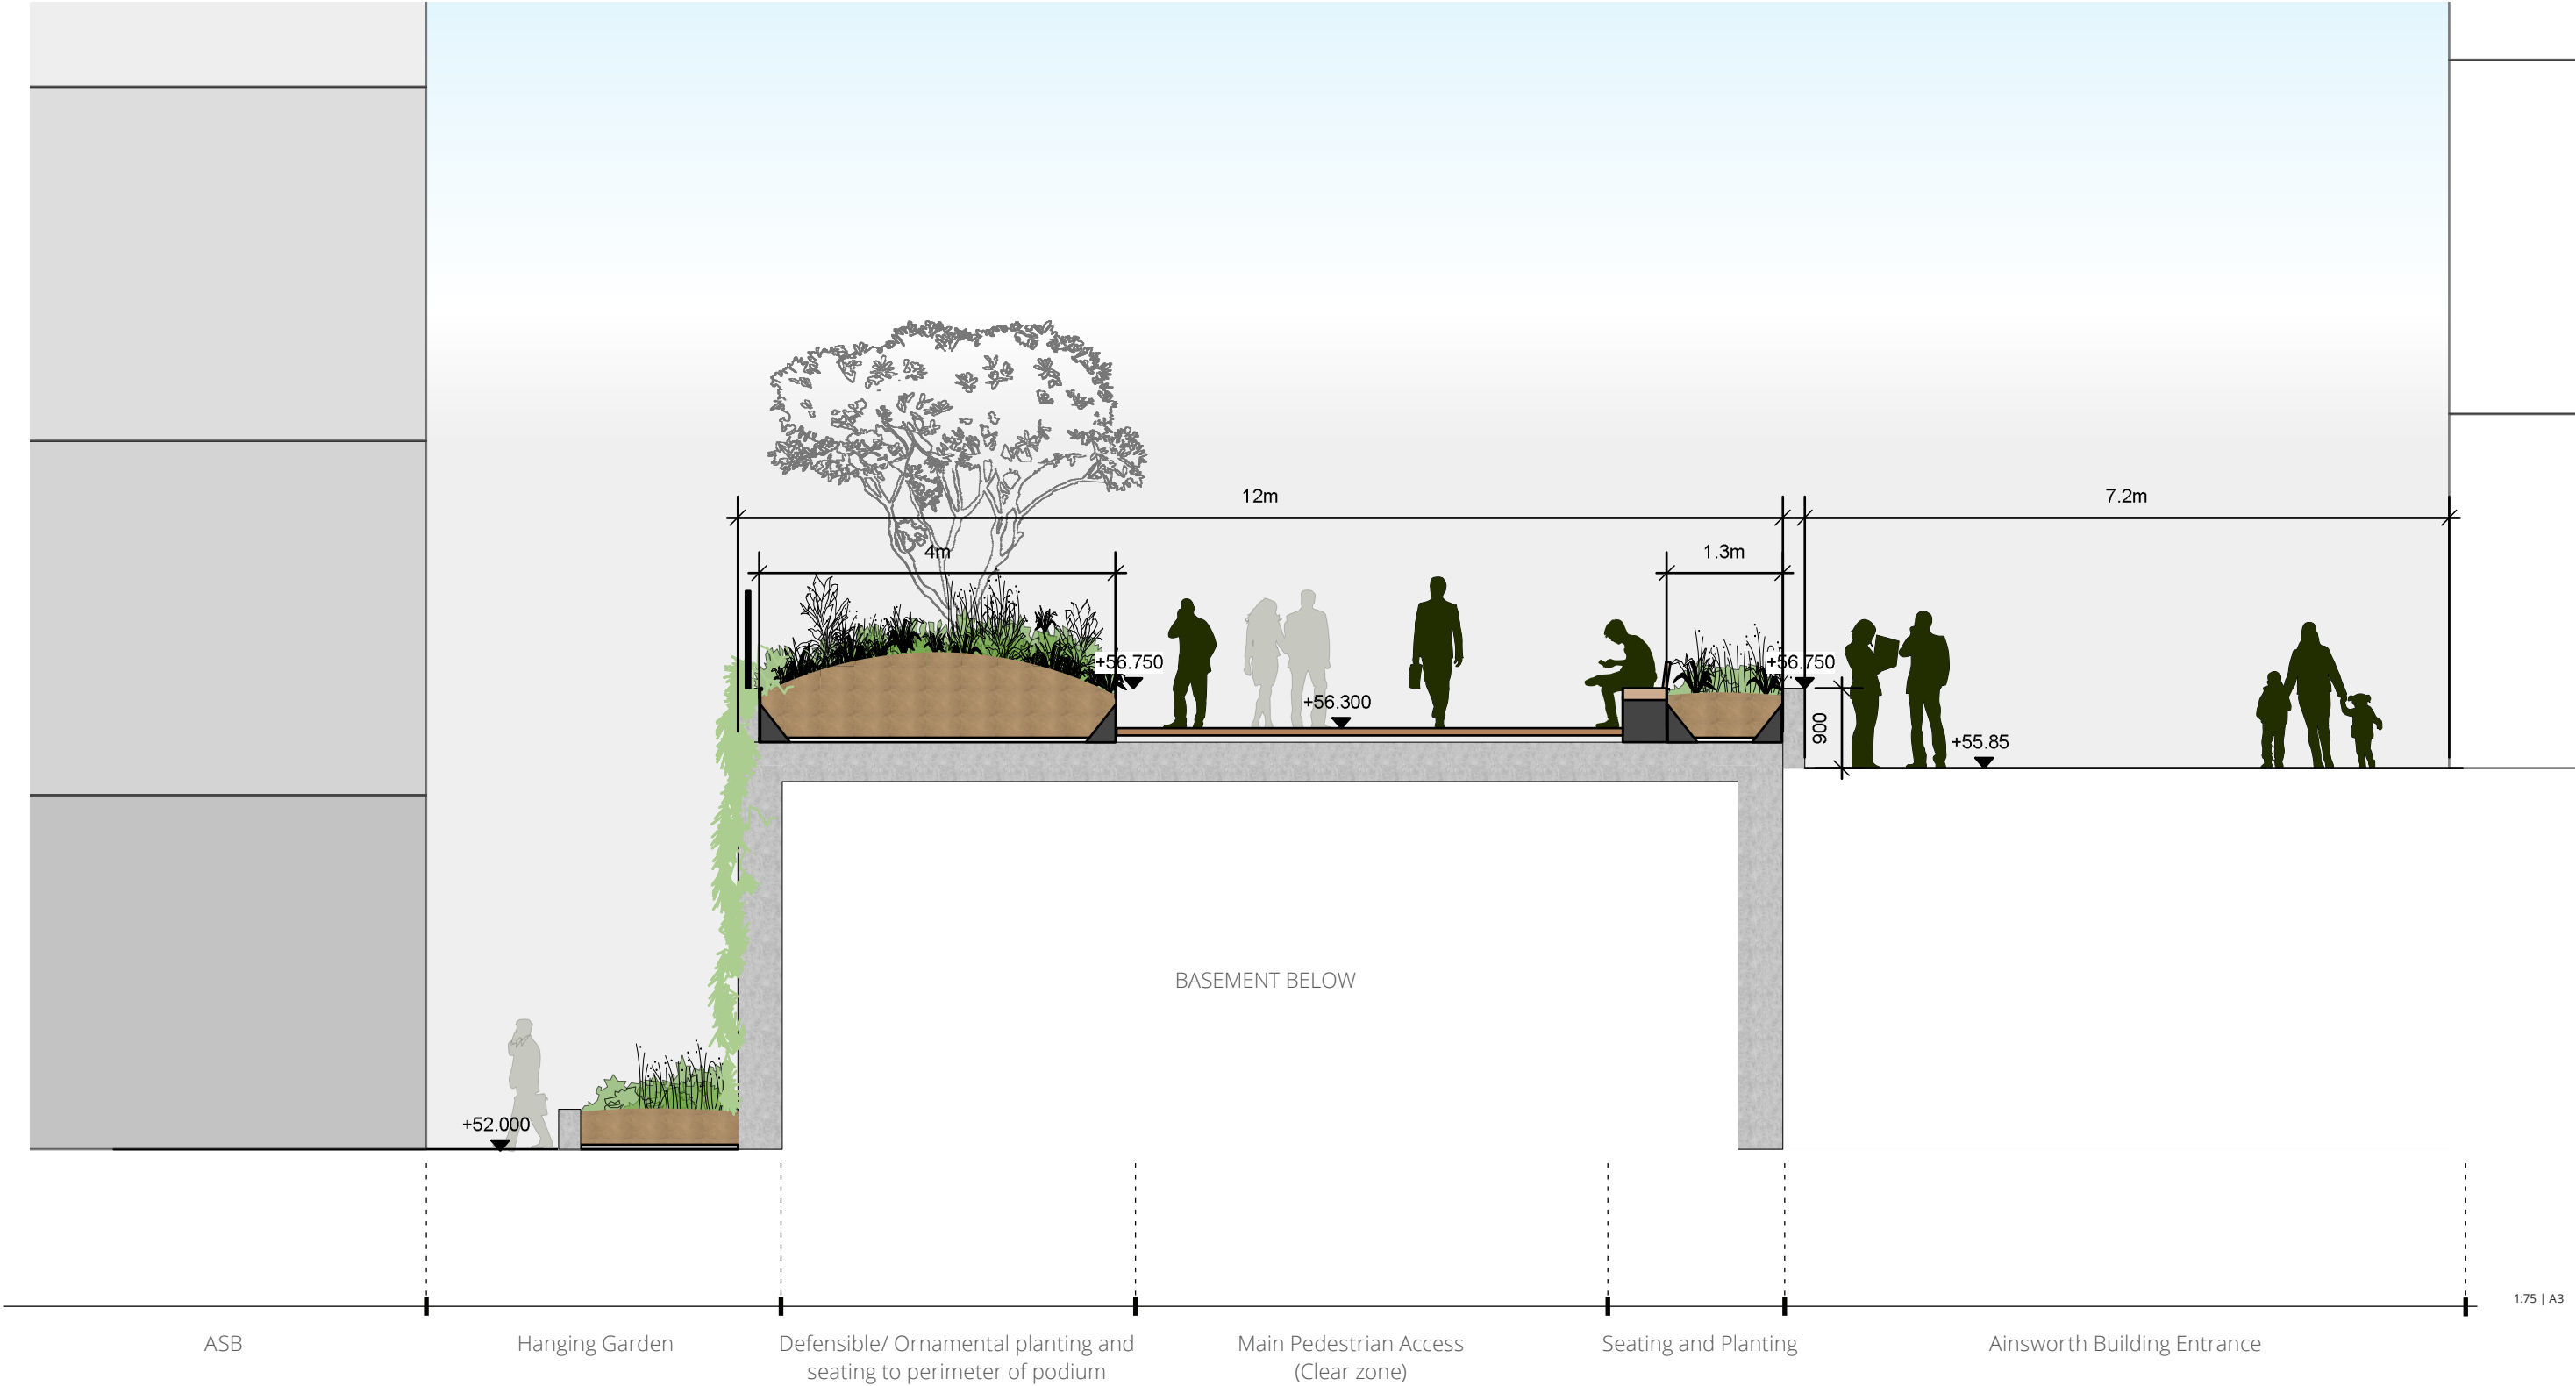 12m
7.2m
4m
1.3m
+56.750
+56.750
+56.300
900
+55.85
BASEMENT BELOW
+52.000
1:75 | A3
ASB
Hanging Garden
Defensible/ Ornamental planting and
seating to perimeter of podium
Main Pedestrian Access
(Clear zone)
Seating and Planting
Ainsworth Building Entrance